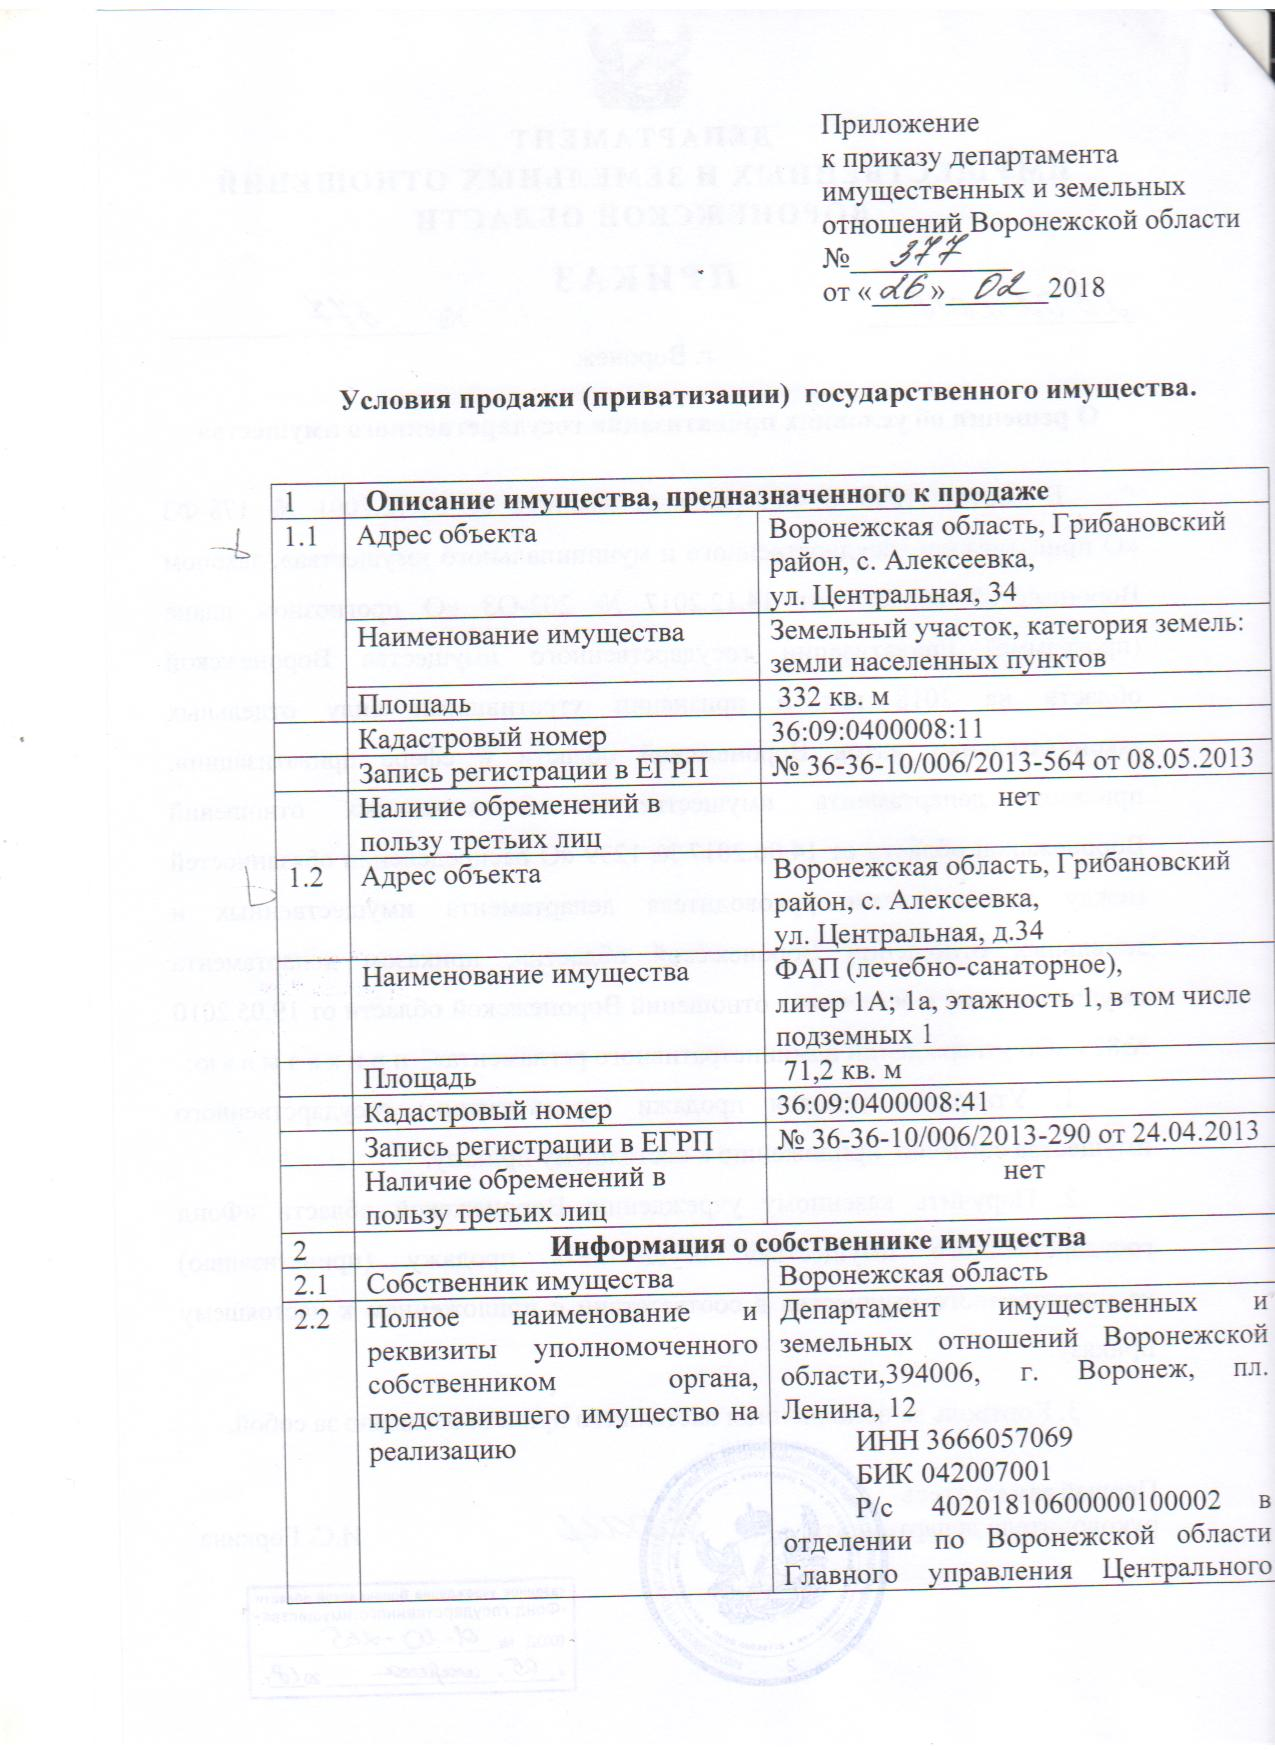 Приложение
к приказу департамента
имущественных и земельных
отношений Воронежской области
№ 377
от «26» 02 2018
Условия продажи (приватизации) государственного имущества.
1 Описание имущества, предназначенного к продаже
1.1 Адрес объекта Воронежская область, Грибановский
район, с. Алексеевка,
ул. Центральная, 34
Наименование имущества Земельный участок, категория земель:
земли населенных пунктов
Площадь 332 кв. м
Кадастровый номер 36:09:0400008:11
Запись регистрации в ЕГРП № 36-36-10/006/2013-564 от 08.05.2013
Наличие обременений в нет
пользу третьих лиц
1.2 Адрес объекта Воронежская область, Грибановский
район, с. Алексеевка,
ул. Центральная, д.34
Наименование имущества ФАП (лечебно-санаторное),
литер 1А; 1а, этажность 1, в том числе
подземных 1
Площадь 71,2 кв. м
Кадастровый номер 36:09:0400008:41
Запись регистрации в ЕГРП № 36-36-10/006/2013-290 от 24.04.2013
Наличие обременений в нет
пользу третьих лиц
2 Информация о собственнике имущества
2.1 Собственник имущества Воронежская область
2.2 Полное наименование и Департамент имущественных и
реквизиты уполномоченного земельных отношений Воронежской
собственником органа, области,394006, г. Воронеж, пл.
представившего имущество на Ленина, 12
реализацию ИНН 3666057069
БИК 042007001
Р/с 40201810600000100002 в
отделении по Воронежской области
Главного управления Центрального